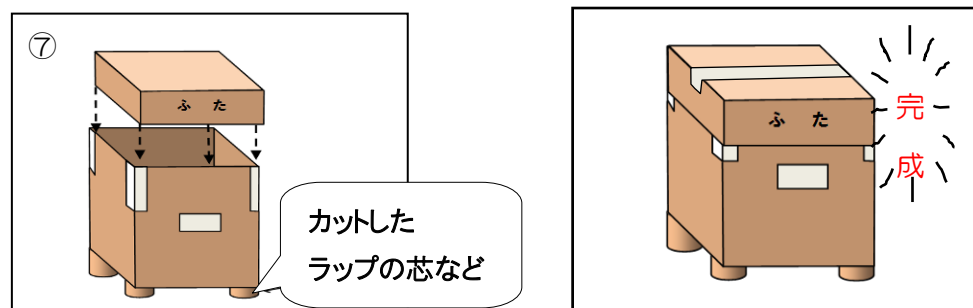 ⑦
ふ た
カットした
ラップの芯など
ふ た
完
成